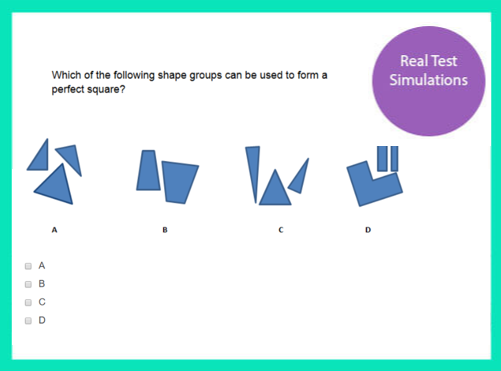 Real Test
Simulations
Which of the following shape groups can be used to form a
perfect square?
A B C D
A
B
C
D